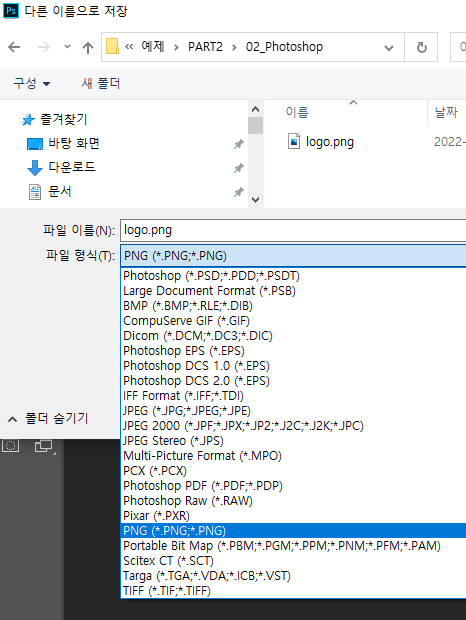 Ps 다른 이름으로 저장
« 예제 > PART2 > 02_Photoshop
구성 새 폴더
즐겨찾기
바탕 화면
다운로드
문서
이름 날짜
logo.png 2022-
파일 이름(N): logo.png
파일 형식(T): PNG (*.PNG;*.PNG)
Photoshop (*.PSD;*.PDD;*.PSDT)
Large Document Format (*.PSB)
BMP (*.BMP;*.RLE;*.DIB)
CompuServe GIF (*.GIF)
Dicom (*.DCM;*.DC3;*.DIC)
Photoshop EPS (*.EPS)
Photoshop DCS 1.0 (*.EPS)
Photoshop DCS 2.0 (*.EPS)
IFF Format (*.IFF;*.TDI)
JPEG (*.JPG;*.JPEG;*.JPE)
JPEG 2000 (*.JPF;*.JPX;*.JP2;*.J2C;*.J2K;*.JPC)
JPEG Stereo (*.JPS)
Multi-Picture Format (*.MPO)
PCX (*.PCX)
Photoshop PDF (*.PDF;*.PDP)
Photoshop Raw (*.RAW)
Pixar (*.PXR)
PNG (*.PNG;*.PNG)
Portable Bit Map (*.PBM;*.PGM;*.PPM;*.PNM;*.PFM;*.PAM)
Scitex CT (*.SCT)
Targa (*.TGA;*.VDA;*.ICB;*.VST)
TIFF (*.TIF;*.TIFF)
폴더 숨기기